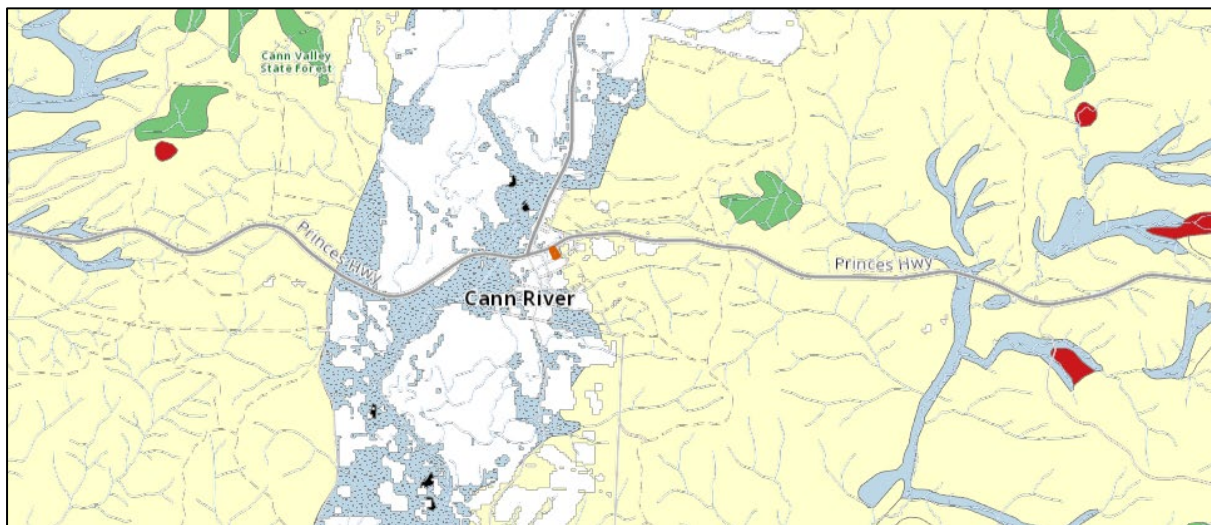 Cann Valley
State Forest
Princes Hwy
Princes Hwy
Cann River